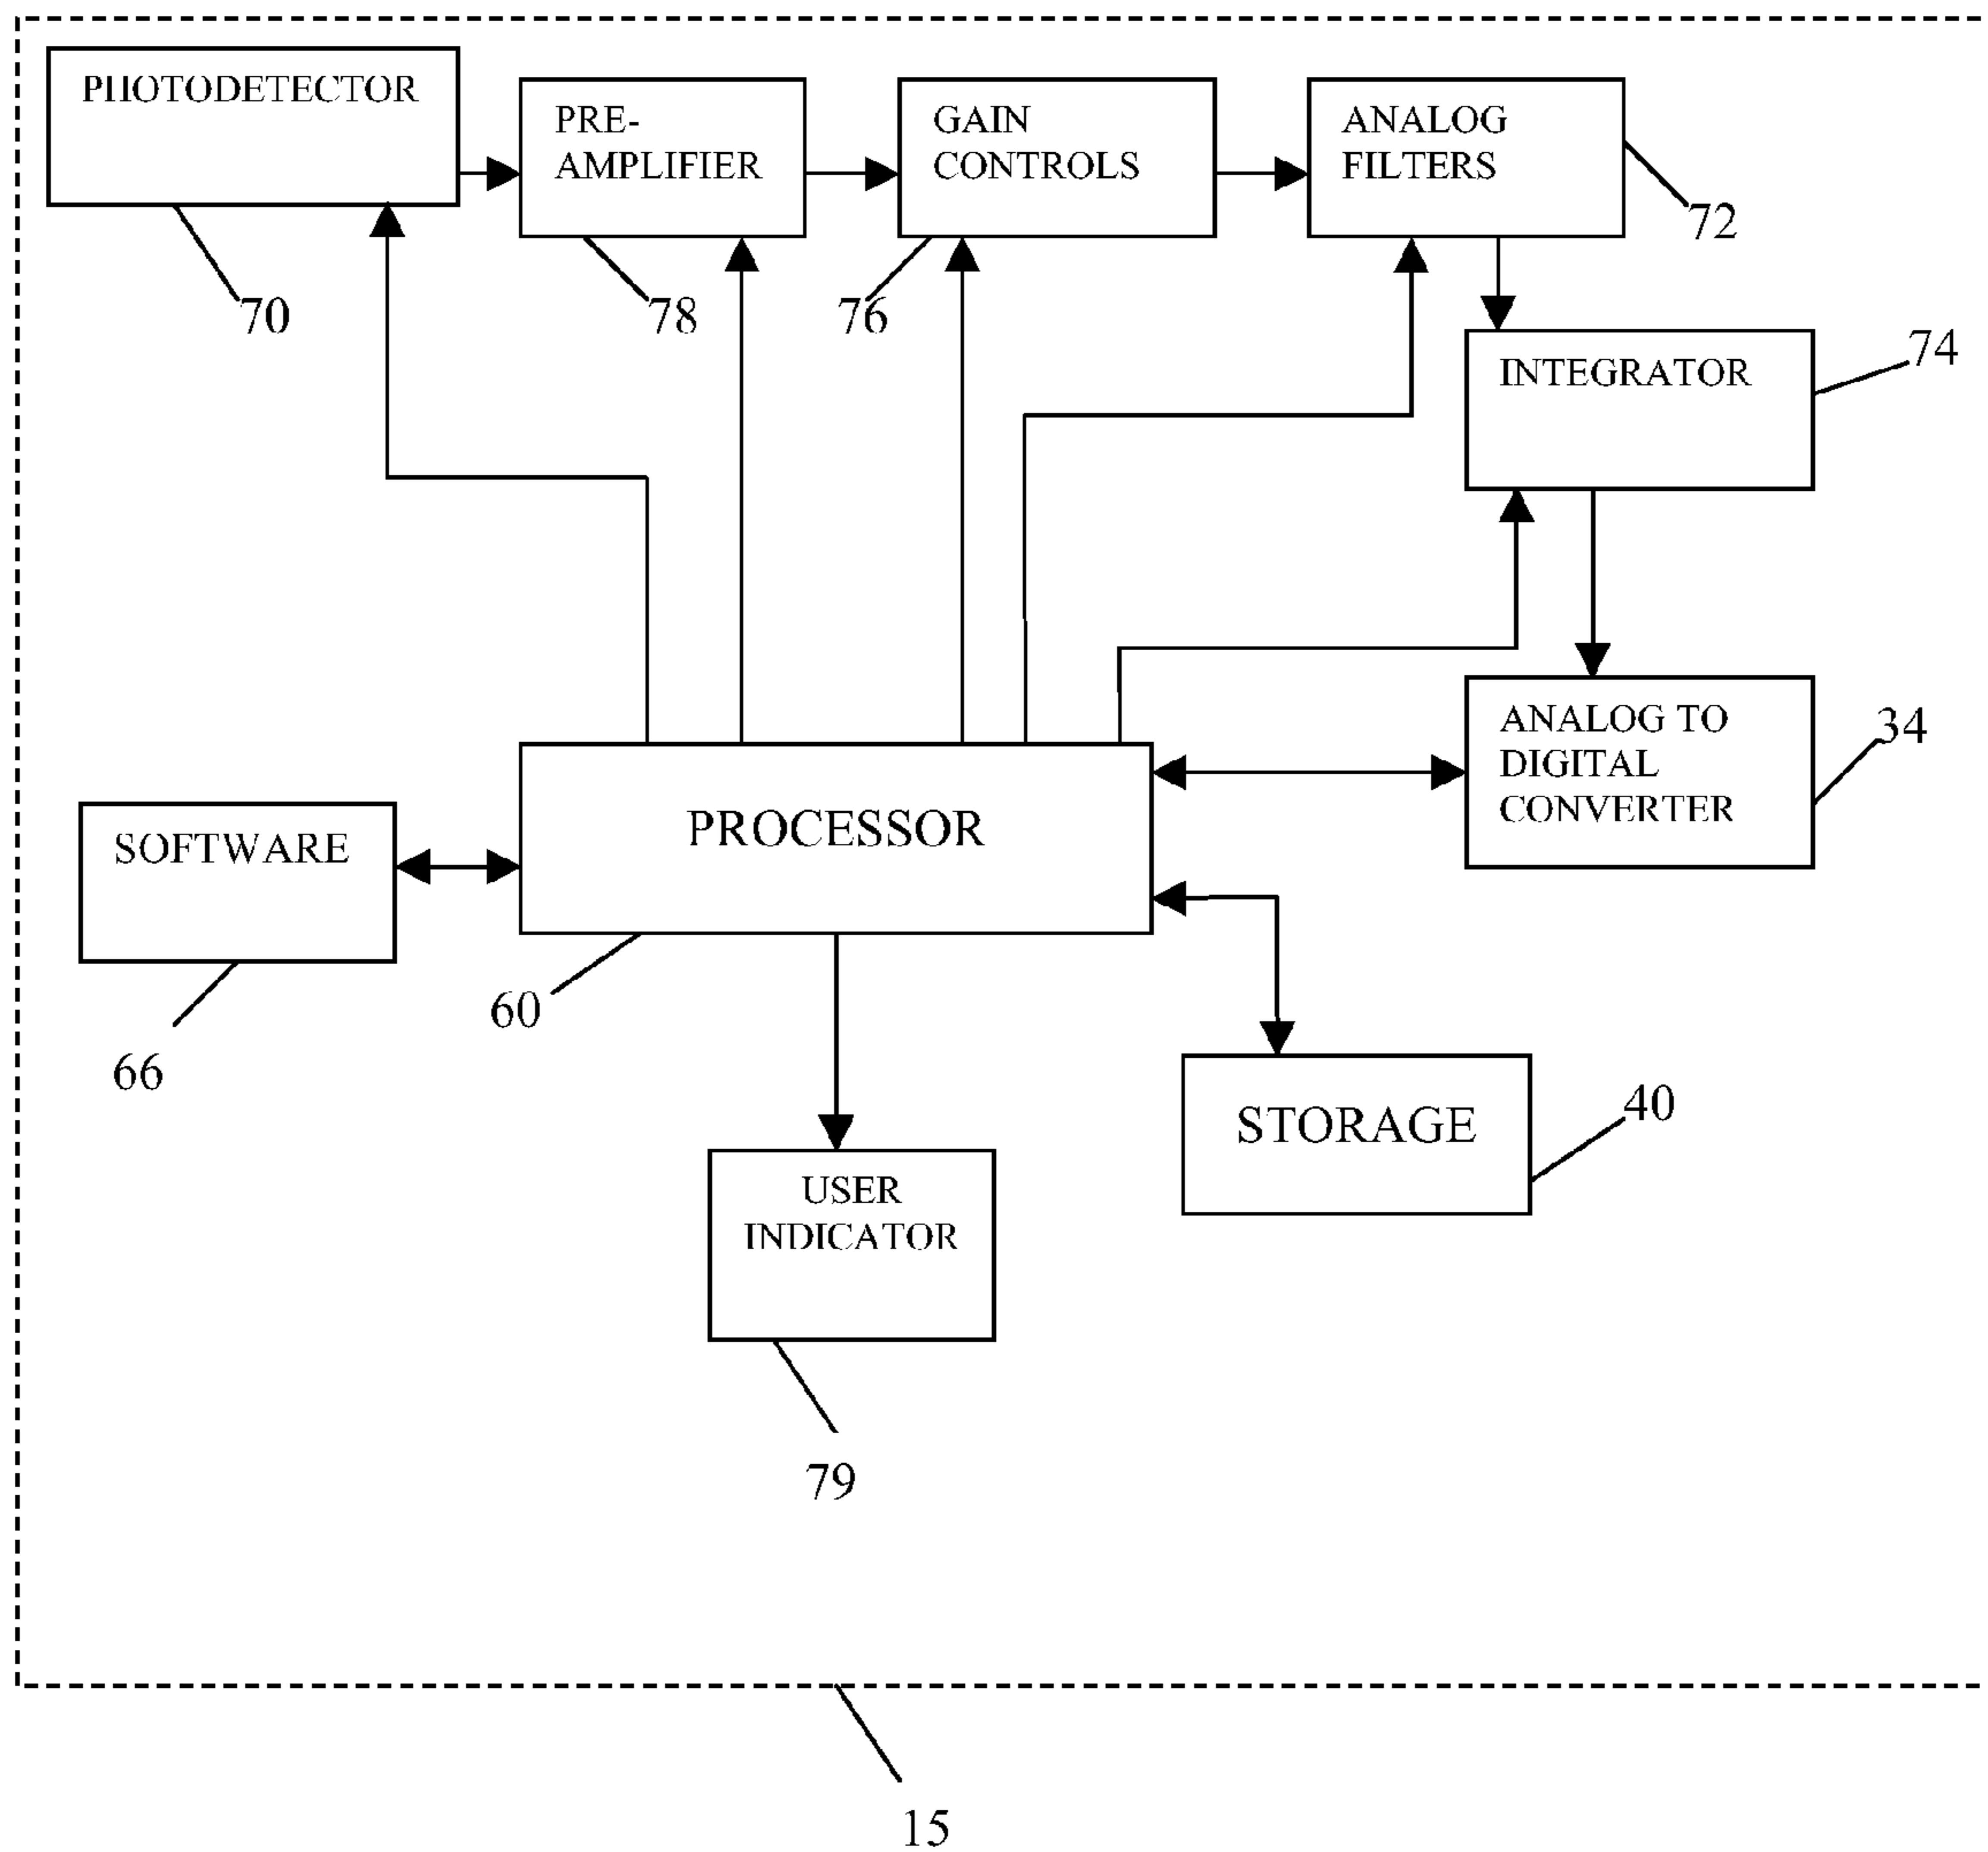 PHOTODETECTOR
PRE-
AMPLIFIER
GAIN
CONTROLS
ANALOG
FILTERS
72
70
78
76
INTEGRATOR
74
ANALOG TO
DIGITAL
CONVERTER
34
SOFTWARE
PROCESSOR
66
60
STORAGE
40
USER
INDICATOR
79
15